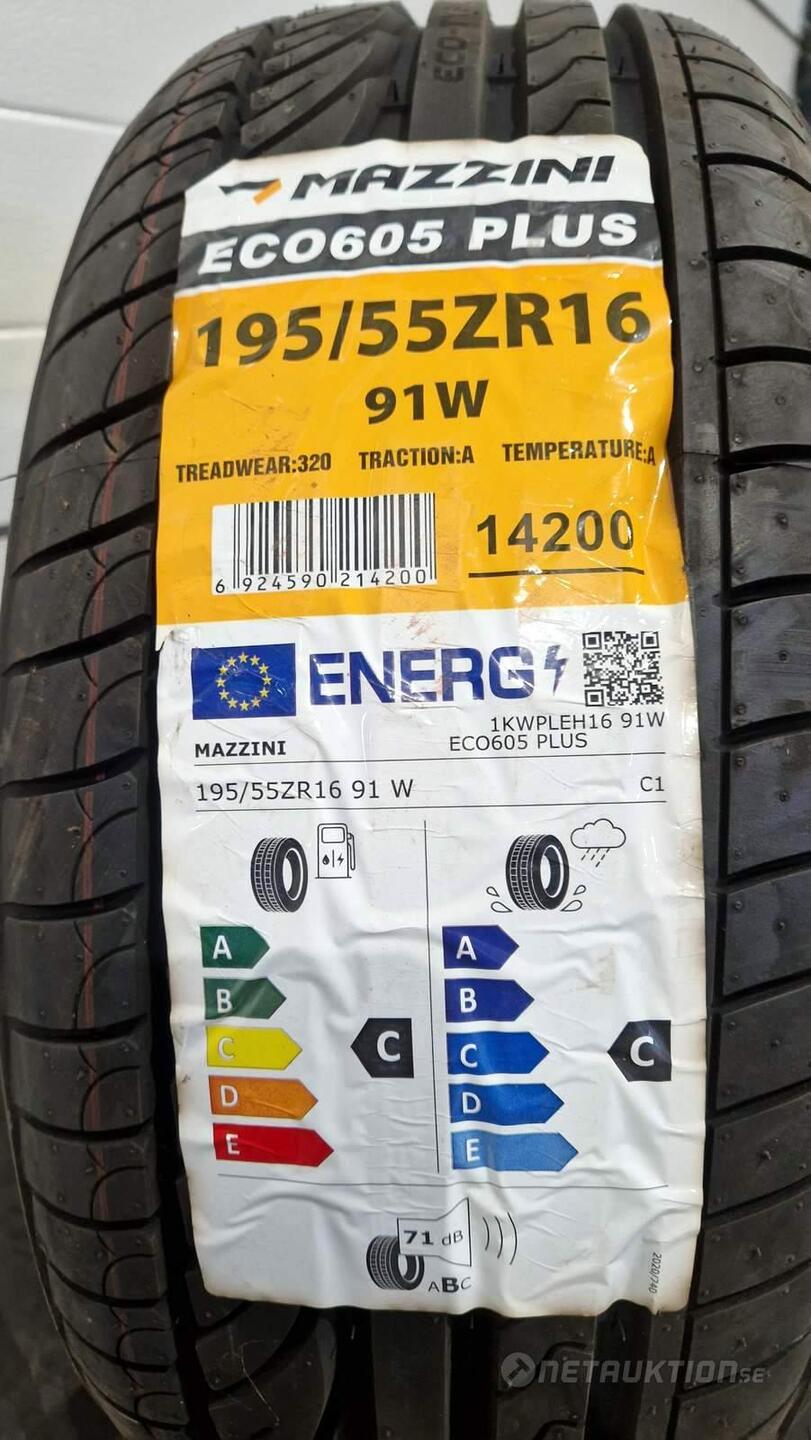 ECO-
MAZZINI
ECO605 PLUS
195/55ZR16
91W
TREADWEAR:320 TRACTION:A TEMPERATURE:A
14200
6 924590 214200
ENERG
1KWPLEH16 91W
MAZZINI ECO605 PLUS
195/55ZR16 91 W C1
A A
B B
C C C C
D D
E E
71 dB
ABC
2020/740
NETAUKTION.SE